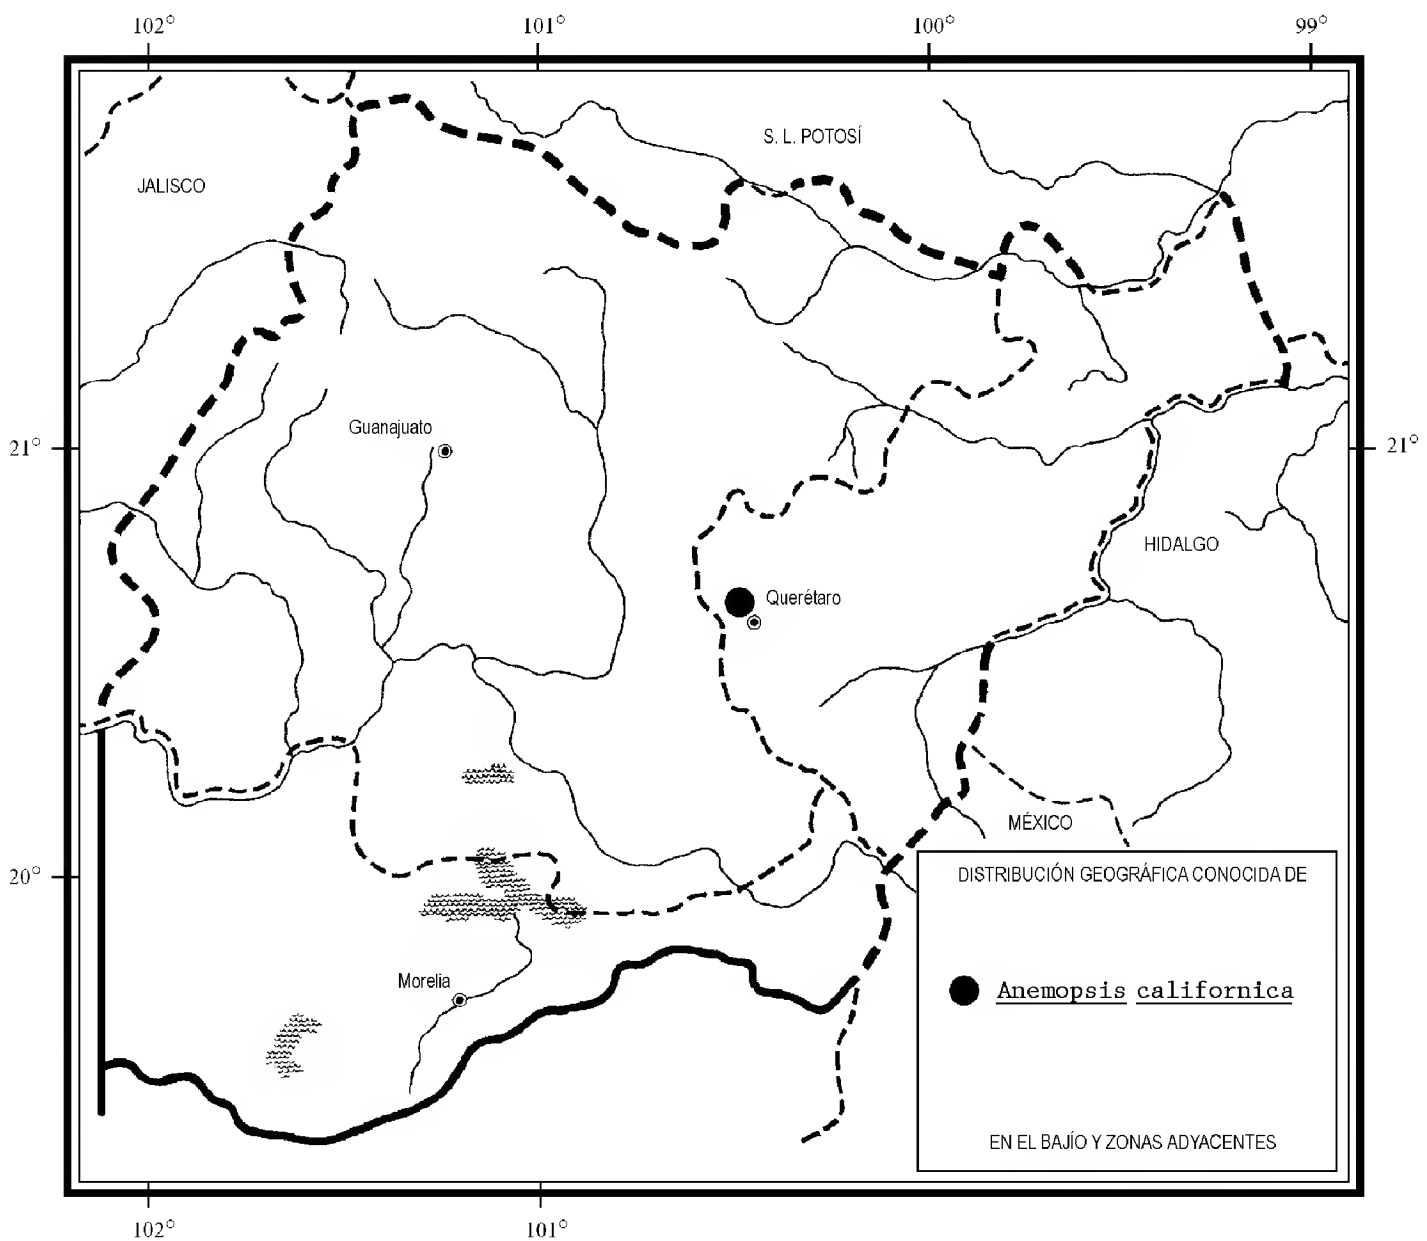 102° 101° 100° 99°
S. L. POTOSÍ
JALISCO
Guanajuato
21° 21°
HIDALGO
Querétaro
MÉXICO
20°
DISTRIBUCIÓN GEOGRÁFICA CONOCIDA DE
Morelia
Anemopsis californica
EN EL BAJÍO Y ZONAS ADYACENTES
102° 101°